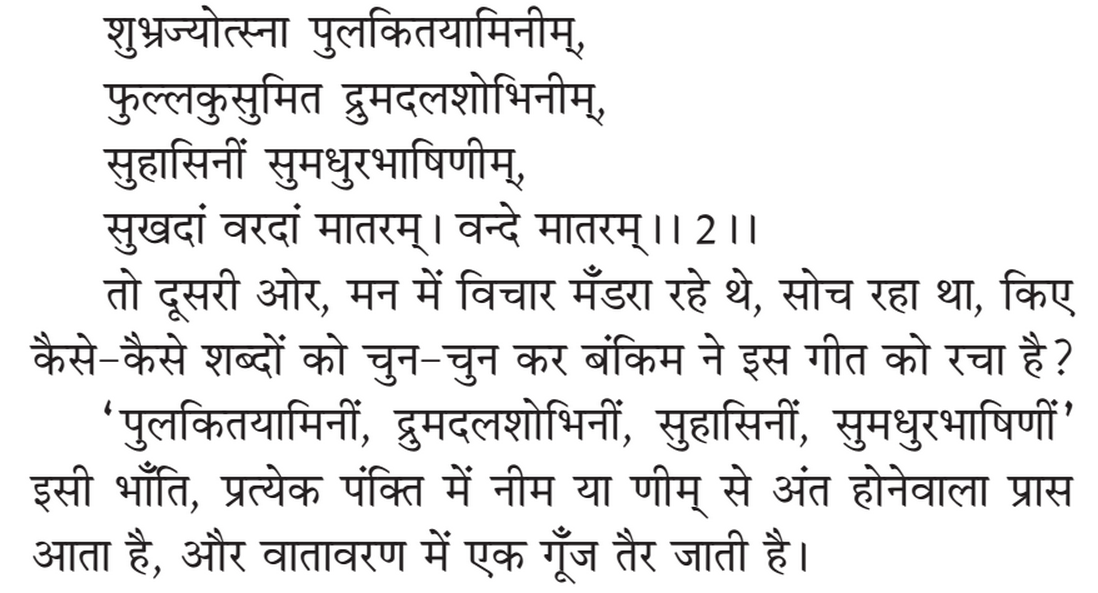 शुभ्रज्योत्स्ना पुलकितयामिनीम्,
फुल्लकुसुमित द्रुमदलशोभिनीम्,
सुहासिनीं सुमधुरभाषिणीम्,
सुखदां वरदां मातरम्। वन्दे मातरम्।। 2।।
तो दूसरी ओर, मन में विचार मँडरा रहे थे, सोच रहा था, किए
कैसे-कैसे शब्दों को चुन-चुन कर बंकिम ने इस गीत को रचा है?
‘पुलकितयामिनीं, द्रुमदलशोभिनीं, सुहासिनीं, सुमधुरभाषिणीं’
इसी भाँति, प्रत्येक पंक्ति में नीम या णीम् से अंत होनेवाला प्रास
आता है, और वातावरण में एक गूँज तैर जाती है।